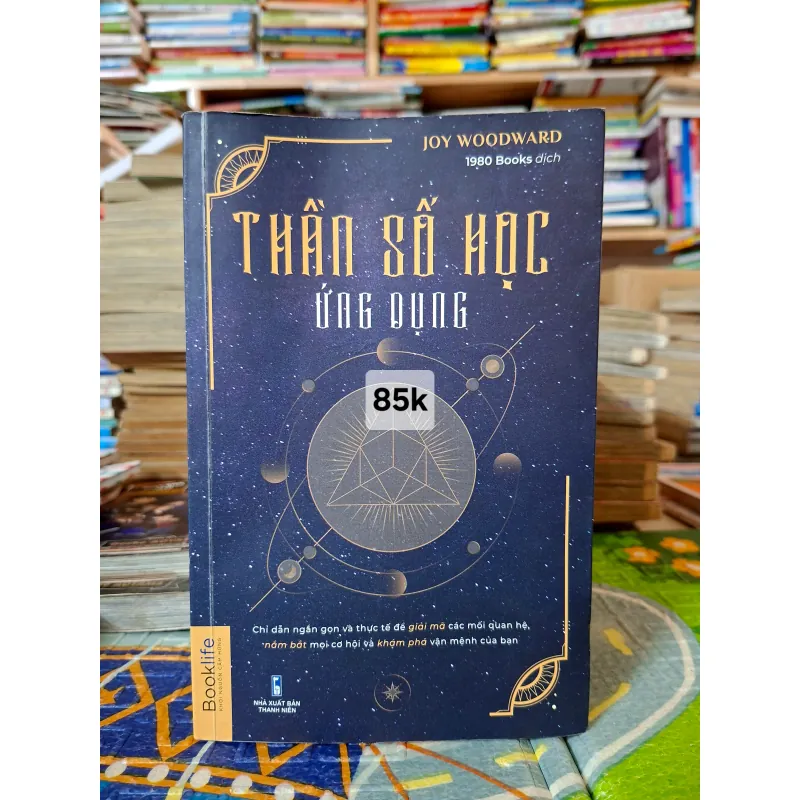 JOY WOODWARD
1980 Books dịch
THẦN SỐ HỌC
ỨNG DỤNG
85k
Chỉ dẫn ngắn gọn và thực tế để giải mã các mối quan hệ,
nắm bắt mọi cơ hội và khám phá vận mệnh của bạn
Booklife
NHÀ XUẤT BẢN
THANH NIÊN